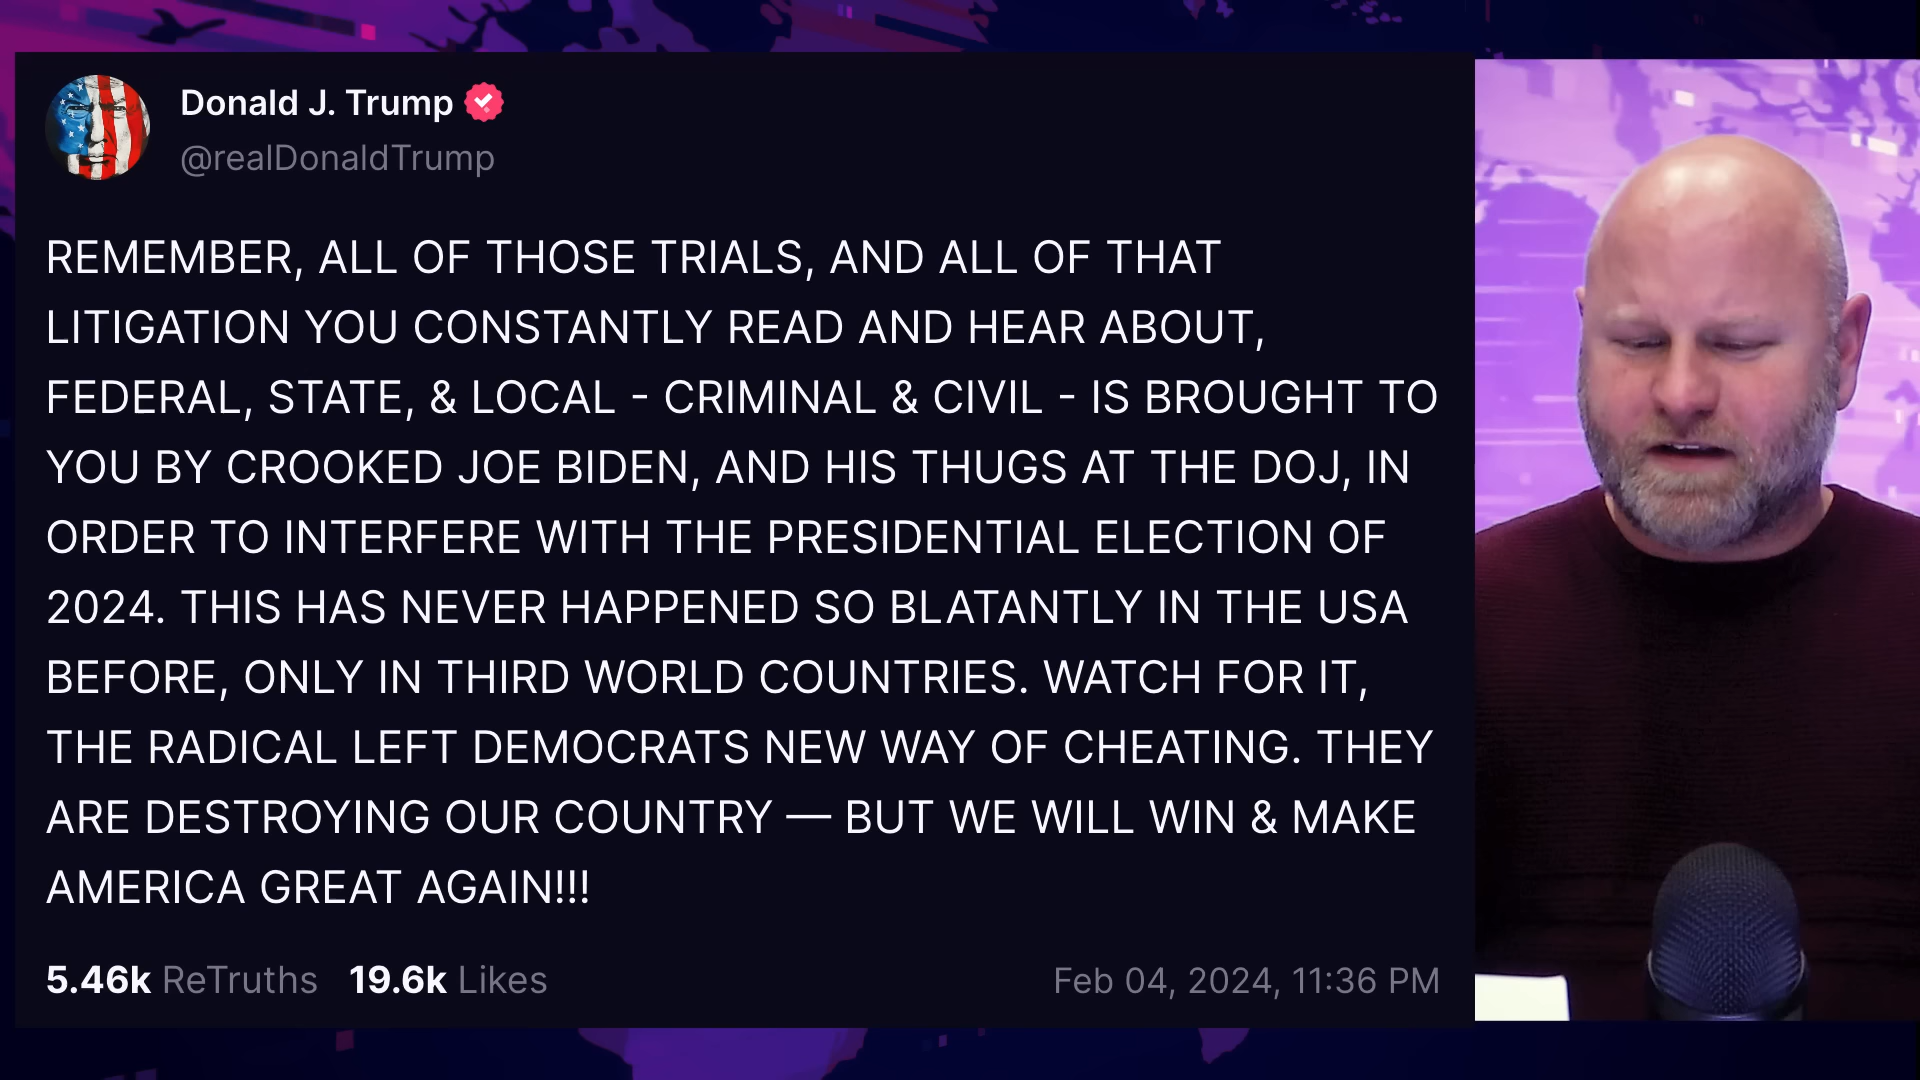 Donald J. Trump
@realDonaldTrump
REMEMBER, ALL OF THOSE TRIALS, AND ALL OF THAT
LITIGATION YOU CONSTANTLY READ AND HEAR ABOUT,
FEDERAL, STATE, & LOCAL - CRIMINAL & CIVIL - IS BROUGHT TO
YOU BY CROOKED JOE BIDEN, AND HIS THUGS AT THE DOJ, IN
ORDER TO INTERFERE WITH THE PRESIDENTIAL ELECTION OF
2024. THIS HAS NEVER HAPPENED SO BLATANTLY IN THE USA
BEFORE, ONLY IN THIRD WORLD COUNTRIES. WATCH FOR IT,
THE RADICAL LEFT DEMOCRATS NEW WAY OF CHEATING. THEY
ARE DESTROYING OUR COUNTRY — BUT WE WILL WIN & MAKE
AMERICA GREAT AGAIN!!!
5.46k ReTruths 19.6k Likes Feb 04, 2024, 11:36 PM